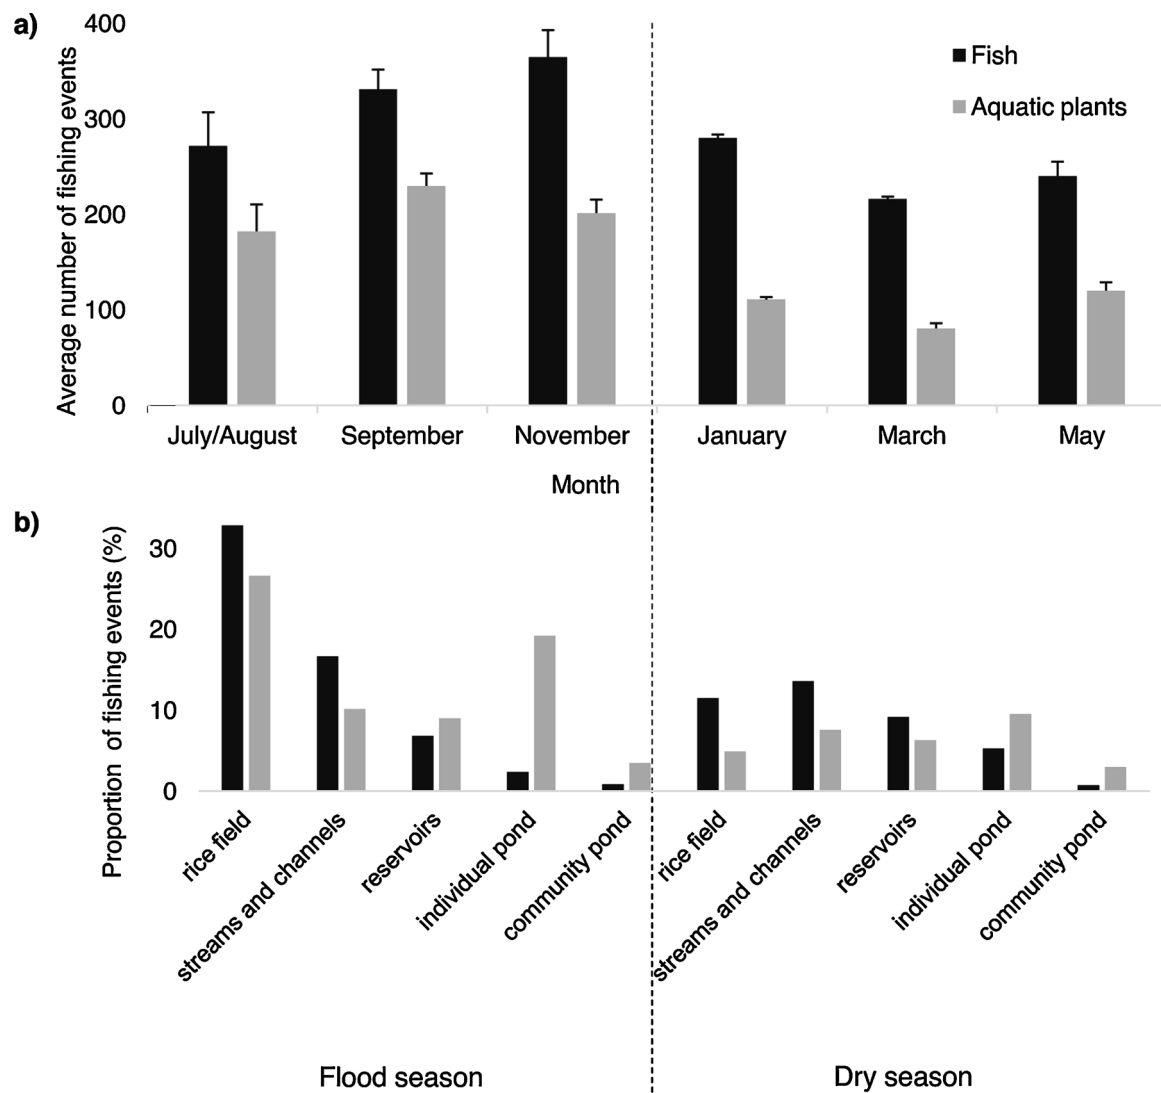 a)
Average number of fishing events
400
300
200
100
0
Fish
Aquatic plants
July/August
September
November
January
March
May
Month
b)
Proportion of fishing events (%)
30
20
10
0
rice field
streams and channels
reservoirs
individual pond
community pond
rice field
streams and channels
reservoirs
individual pond
community pond
Flood season
Dry season